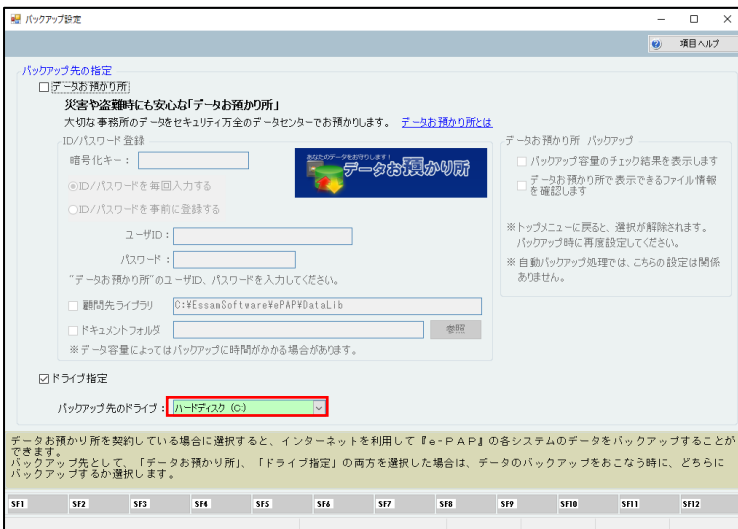 バックアップ設定
項目ヘルプ
バックアップ先の指定
データお預かり所
災害や盗難時にも安心な「データお預かり所」
大切な事務所のデータをセキュリティ万全のデータセンターでお預かりします。 データお預かり所とは
ID/パスワード登録
暗号化キー：
あなたのデータをお守りします！
データお預かり所
ID/パスワードを毎回入力する
ID/パスワードを事前に登録する
ユーザID：
パスワード：
"データお預かり所"のユーザID、パスワードを入力してください。
顧問先ライブラリ C:¥EssamSoftware¥ePAP¥DataLib
ドキュメントフォルダ 参照
※データ容量によってはバックアップに時間がかかる場合があります。
データお預かり所 バックアップ
バックアップ容量のチェック結果を表示します
データお預かり所で表示できるファイル情報
を確認します
※トップメニューに戻ると、選択が解除されます。
バックアップ時に再度設定してください。
※自動バックアップ処理では、こちらの設定は関係
ありません。
ドライブ指定
バックアップ先のドライブ： ハードディスク (C:)
データお預かり所を契約している場合に選択すると、インターネットを利用して『e-PAP』の各システムのデータをバックアップすることが
できます。
バックアップ先として、「データお預かり所」、「ドライブ指定」の両方を選択した場合は、データのバックアップをおこなう時に、どちらに
バックアップするか選択します。
SF1 SF2 SF3 SF4 SF5 SF6 SF7 SF8 SF9 SF10 SF11 SF12